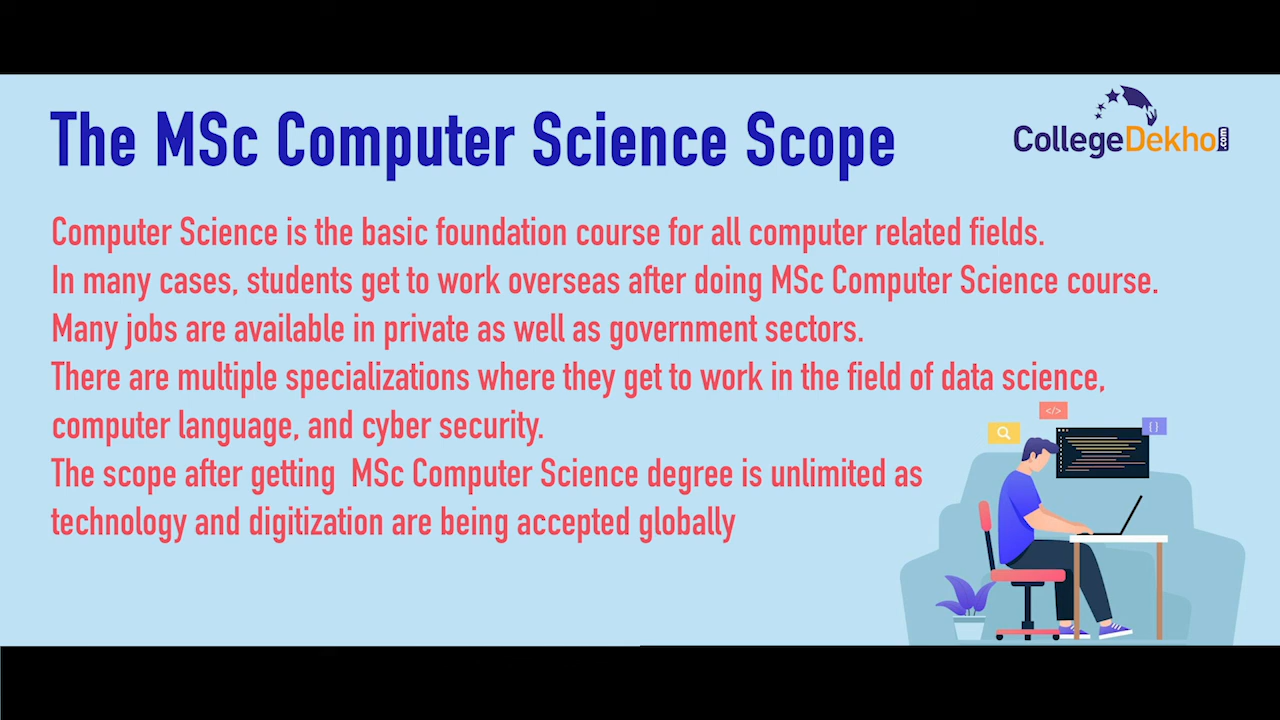 The MSc Computer Science Scope
CollegeDekho.com
Computer Science is the basic foundation course for all computer related fields.
In many cases, students get to work overseas after doing MSc Computer Science course.
Many jobs are available in private as well as government sectors.
There are multiple specializations where they get to work in the field of data science,
computer language, and cyber security.
The scope after getting  MSc Computer Science degree is unlimited as
technology and digitization are being accepted globally
</>
{ }